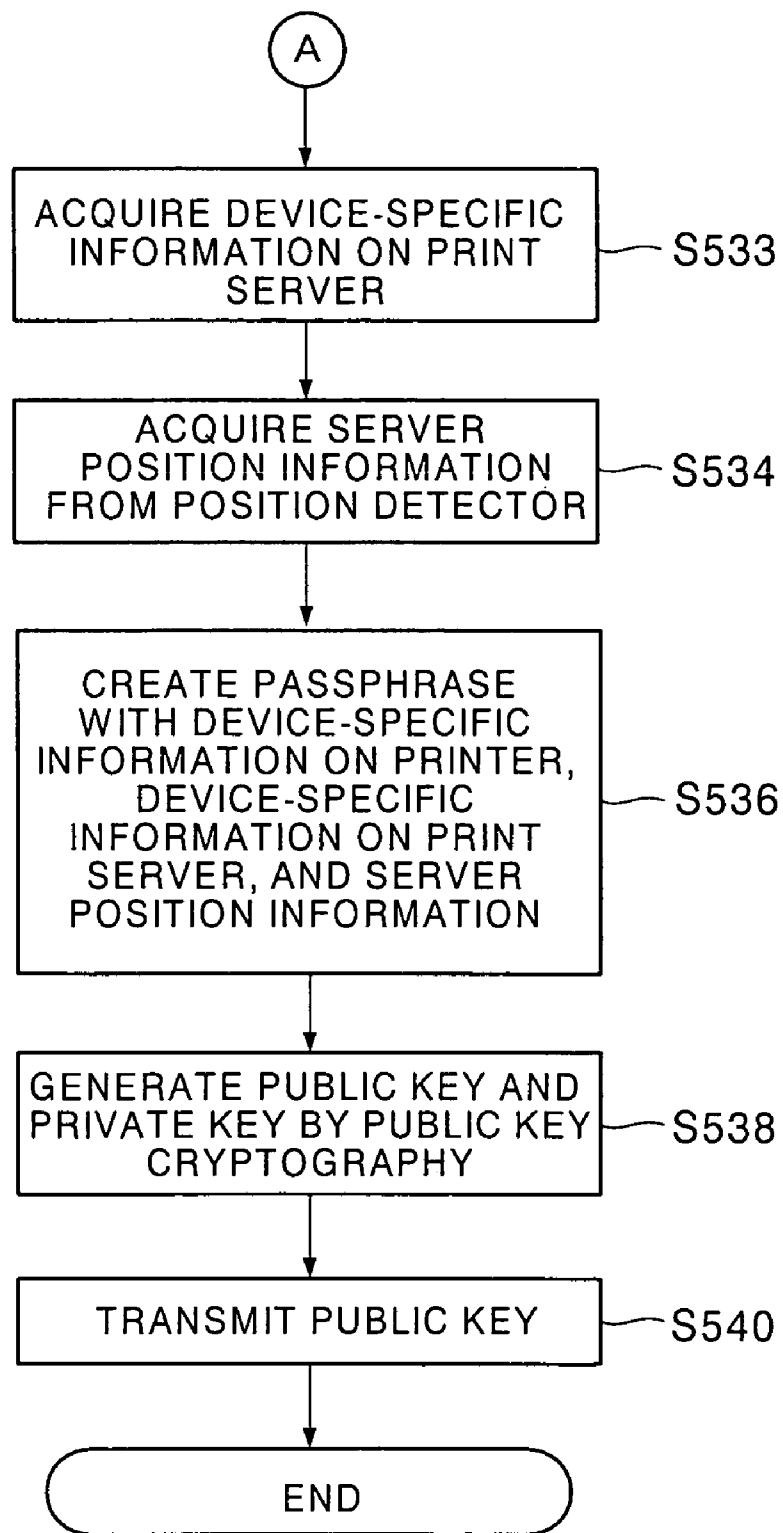 A
ACQUIRE DEVICE-SPECIFIC
INFORMATION ON PRINT
SERVER
S533
ACQUIRE SERVER
POSITION INFORMATION
FROM POSITION DETECTOR
S534
CREATE PASSPHRASE
WITH DEVICE-SPECIFIC
INFORMATION ON PRINTER,
DEVICE-SPECIFIC
INFORMATION ON PRINT
SERVER, AND SERVER
POSITION INFORMATION
S536
GENERATE PUBLIC KEY AND
PRIVATE KEY BY PUBLIC KEY
CRYPTOGRAPHY
S538
TRANSMIT PUBLIC KEY
S540
END